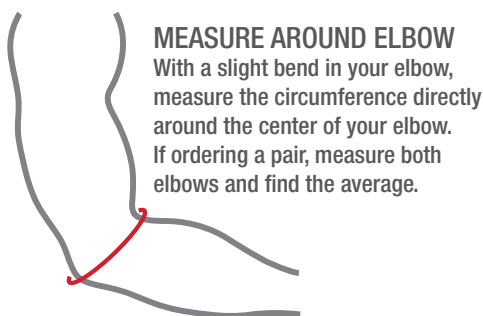 MEASURE AROUND ELBOW
With a slight bend in your elbow,
measure the circumference directly
around the center of your elbow.
If ordering a pair, measure both
elbows and find the average.